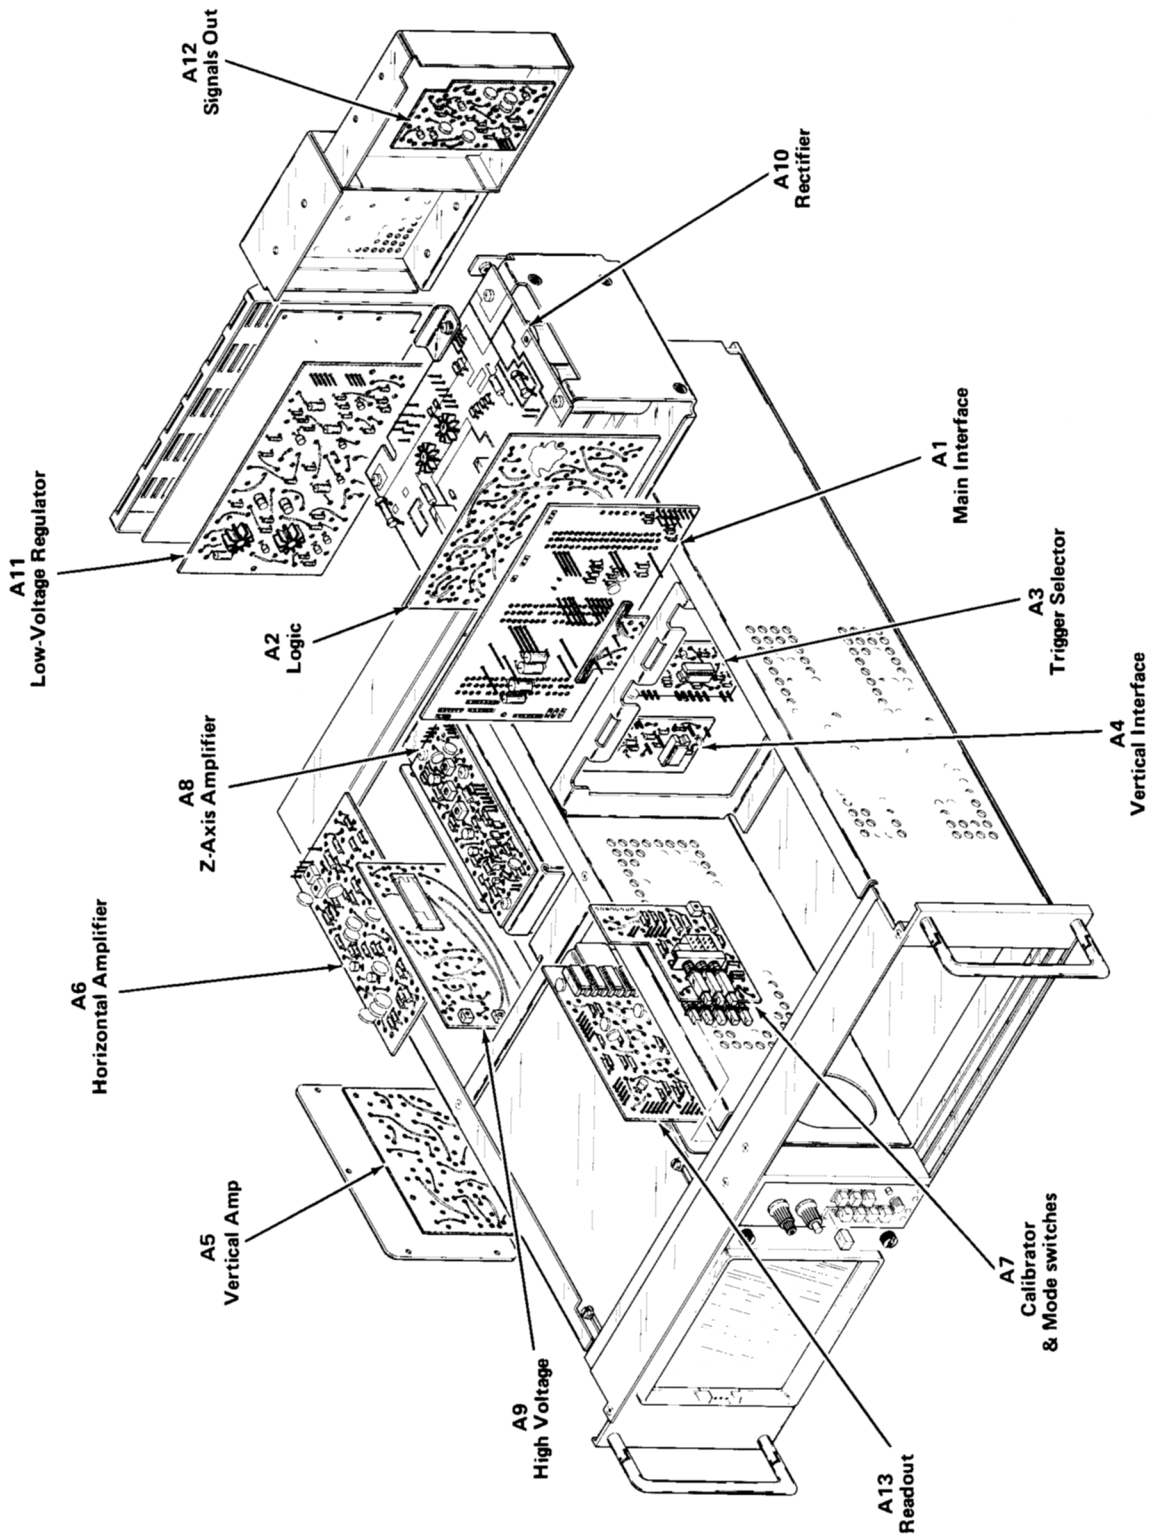 A12
Signals Out
A10
Rectifier
A11
Low-Voltage Regulator
A1
Main Interface
A2
Logic
A3
Trigger Selector
A8
Z-Axis Amplifier
A4
Vertical Interface
A6
Horizontal Amplifier
A5
Vertical Amp
A7
Calibrator
& Mode switches
A9
High Voltage
A13
Readout